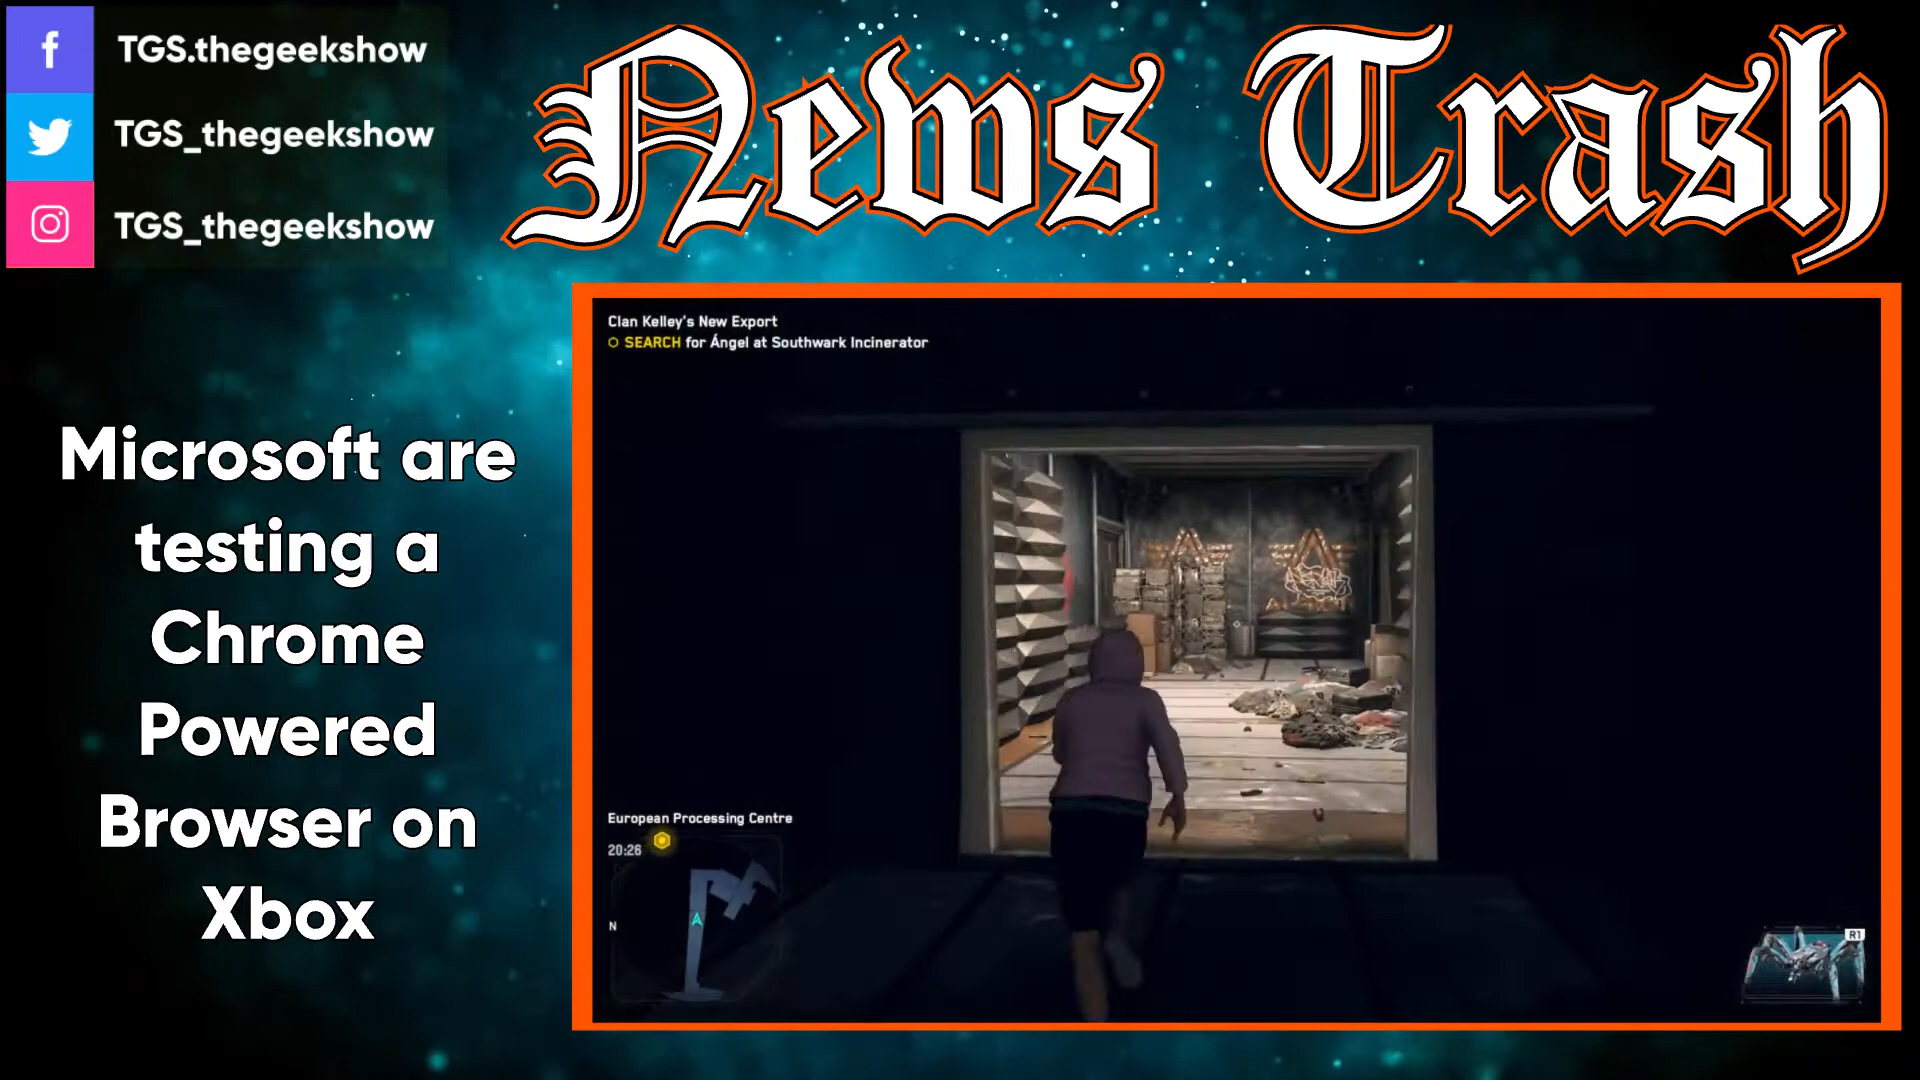 TGS.thegeekshow
TGS_thegeekshow
TGS_thegeekshow
News Trash
Microsoft are
testing a
Chrome
Powered
Browser on
Xbox
Clan Kelley's New Export
SEARCH for Ángel at Southwark Incinerator
European Processing Centre
20:26
N
R1